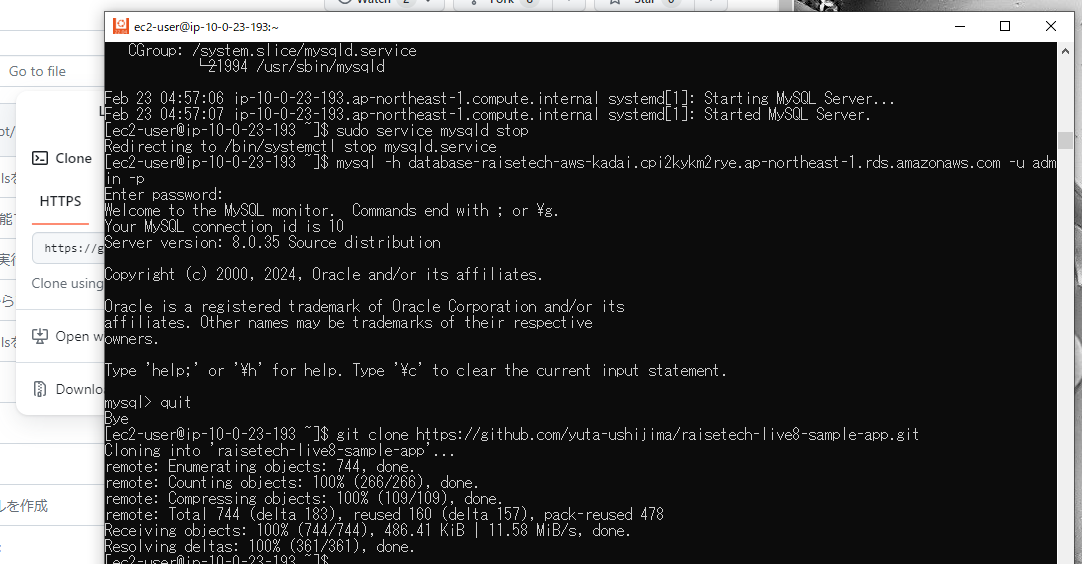 Watch 2
Fork 6
Star 0
ec2-user@ip-10-0-23-193:~
Go to file
Clone
HTTPS
https://g
Clone using
Open w
Downlo
ルを作成
CGroup: /system.slice/mysqld.service
└─21994 /usr/sbin/mysqld
Feb 23 04:57:06 ip-10-0-23-193.ap-northeast-1.compute.internal systemd[1]: Starting MySQL Server...
Feb 23 04:57:07 ip-10-0-23-193.ap-northeast-1.compute.internal systemd[1]: Started MySQL Server.
[ec2-user@ip-10-0-23-193 ~]$ sudo service mysqld stop
Redirecting to /bin/systemctl stop mysqld.service
[ec2-user@ip-10-0-23-193 ~]$ mysql -h database-raisetech-aws-kadai.cpi2kykm2rye.ap-northeast-1.rds.amazonaws.com -u adm
in -p
Enter password:
Welcome to the MySQL monitor.  Commands end with ; or ¥g.
Your MySQL connection id is 10
Server version: 8.0.35 Source distribution
Copyright (c) 2000, 2024, Oracle and/or its affiliates.
Oracle is a registered trademark of Oracle Corporation and/or its
affiliates. Other names may be trademarks of their respective
owners.
Type 'help;' or '¥h' for help. Type '¥c' to clear the current input statement.
mysql> quit
Bye
[ec2-user@ip-10-0-23-193 ~]$ git clone https://github.com/yuta-ushijima/raisetech-live8-sample-app.git
Cloning into 'raisetech-live8-sample-app'...
remote: Enumerating objects: 744, done.
remote: Counting objects: 100% (266/266), done.
remote: Compressing objects: 100% (109/109), done.
remote: Total 744 (delta 183), reused 160 (delta 157), pack-reused 478
Receiving objects: 100% (744/744), 486.41 KiB | 11.58 MiB/s, done.
Resolving deltas: 100% (361/361), done.
[ec2-user@ip-10-0-23-193 ~]$